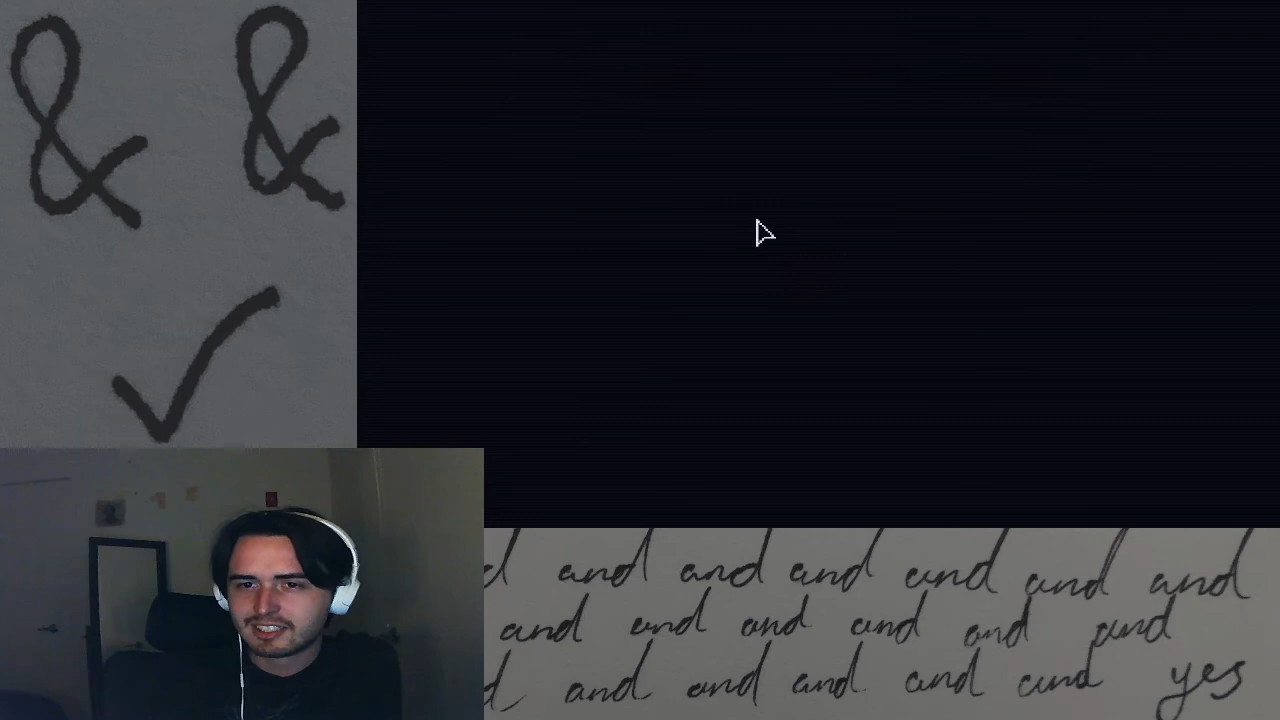 & &
✓
and and and and and and
and and and and and and
and and and and and yes